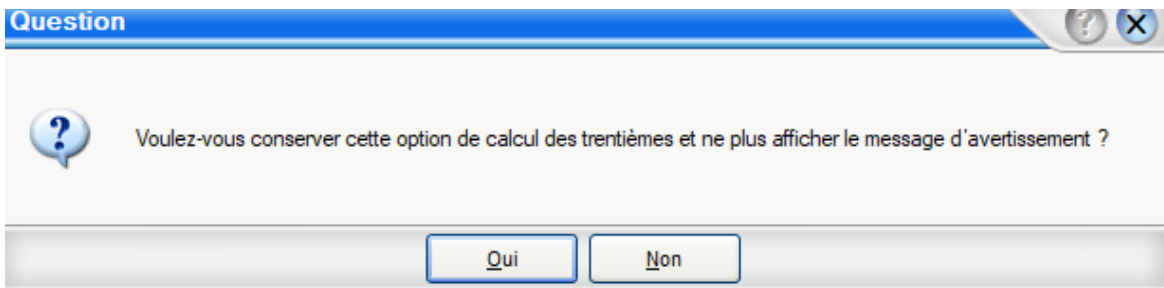 Question
Voulez-vous conserver cette option de calcul des trentièmes et ne plus afficher le message d'avertissement ?
Oui
Non